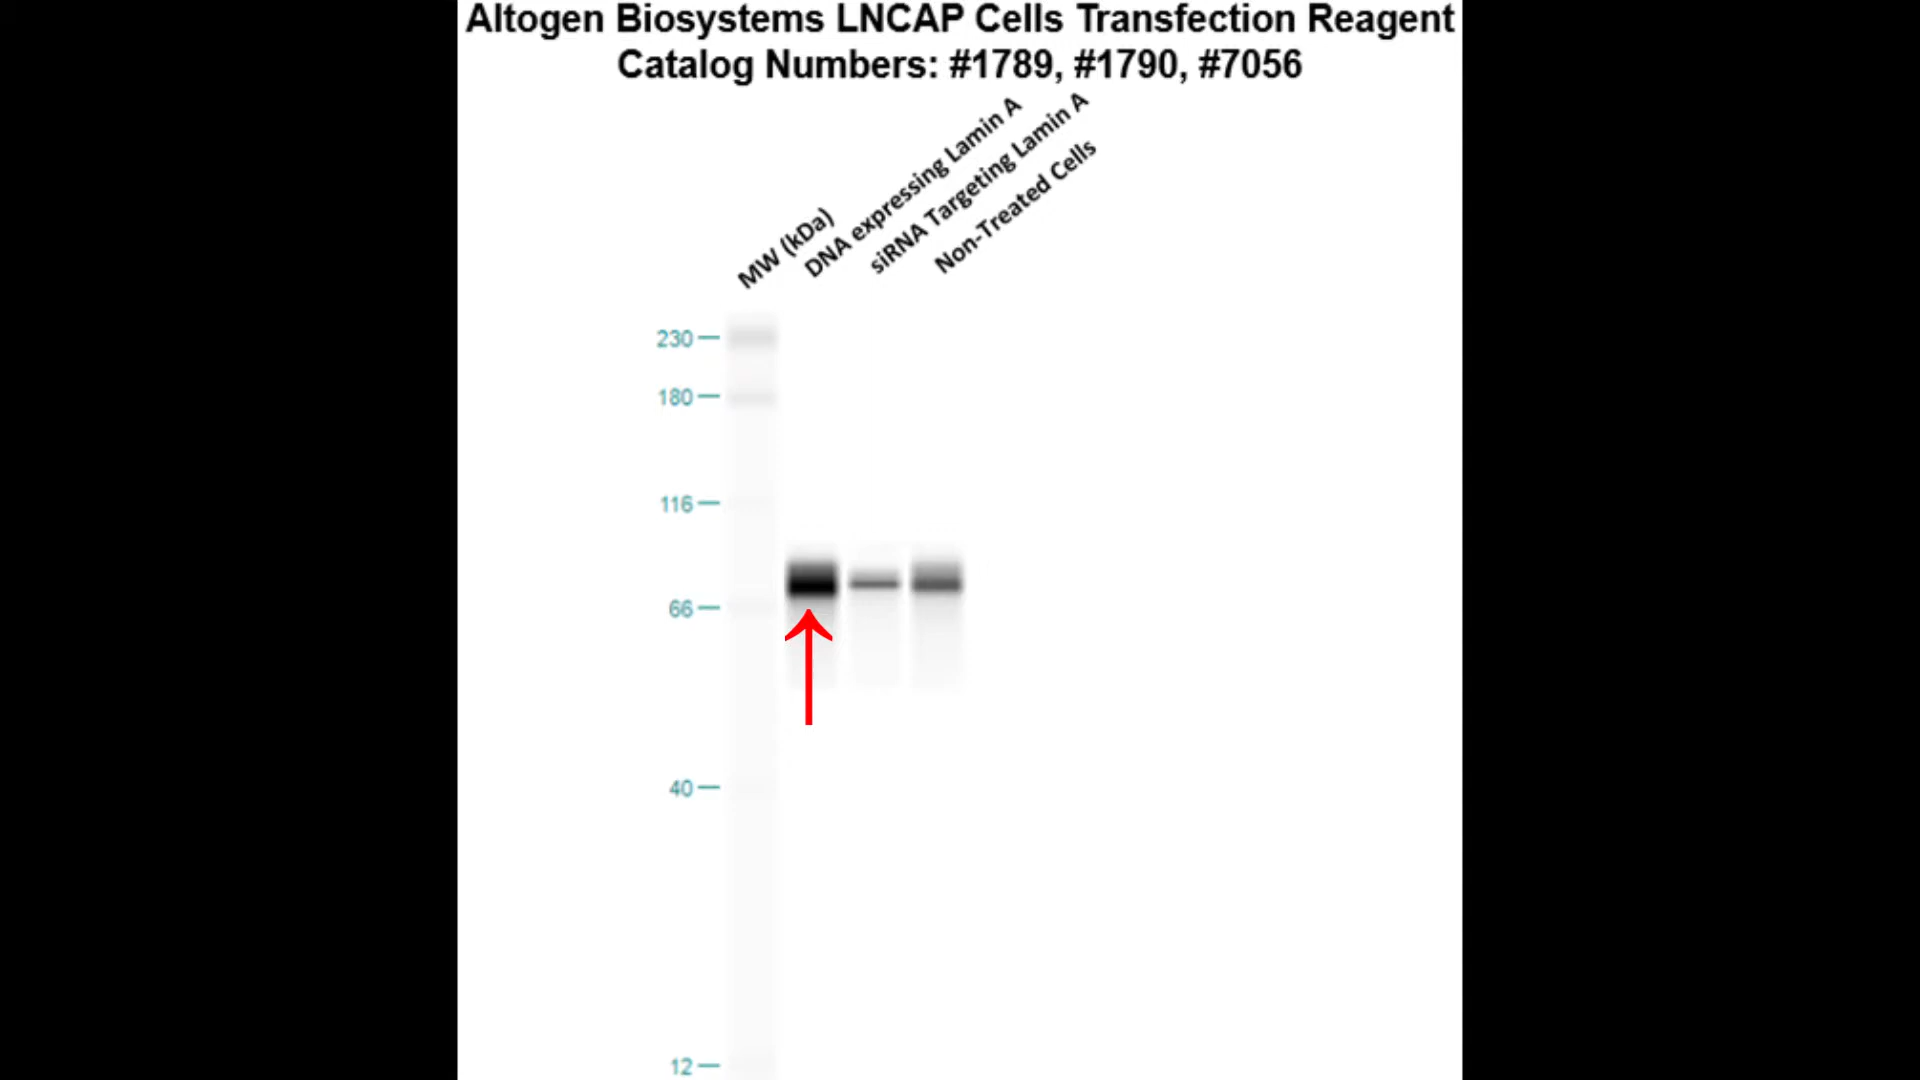 Altogen Biosystems LNCAP Cells Transfection Reagent
Catalog Numbers: #1789, #1790, #7056
MW (kDa)
DNA expressing Lamin A
siRNA Targeting Lamin A
Non-Treated Cells
230
180
116
66
40
12